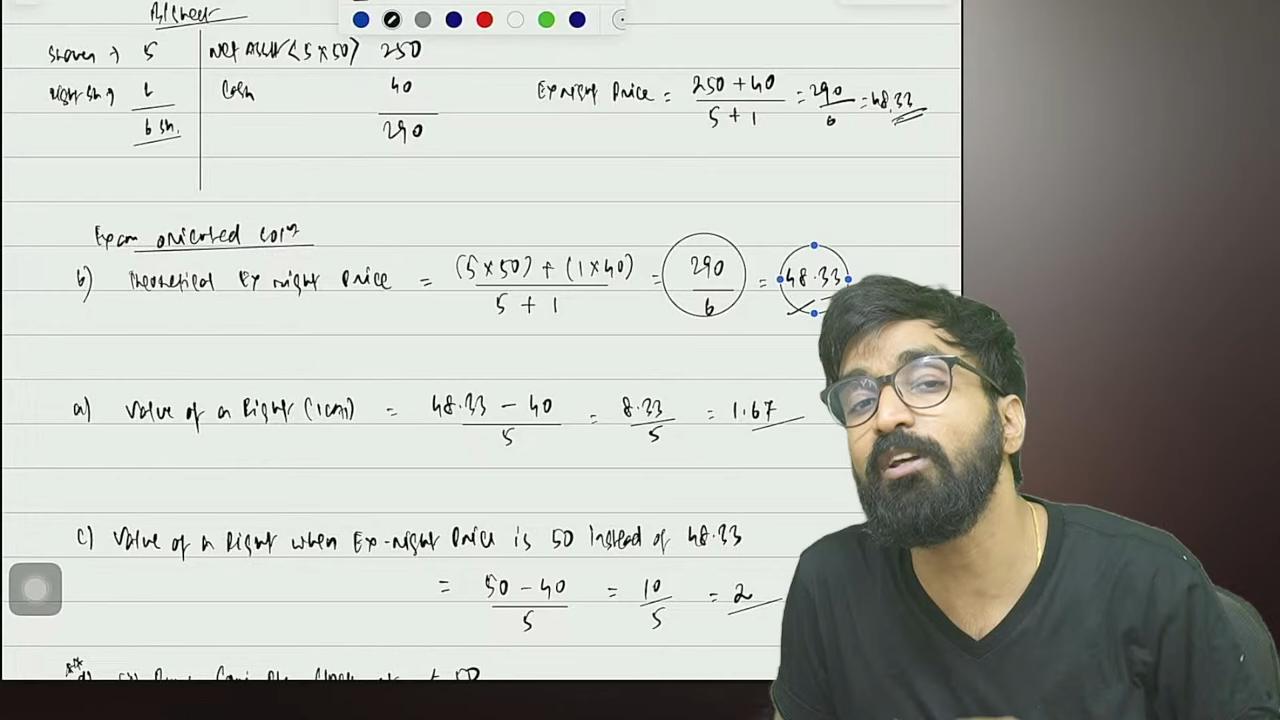 B/Sheet
Shares → 5 Net Asset (5×50) 250
Right Sh → 1 Cash 40
6 sh. 290
Ex right Price = 250 + 40 / 5 + 1 = 290 / 6 = 48.33
Exam oriented
b) Theoretical Ex right Price = (5×50) + (1×40) / 5 + 1 = 290 / 6 = 48.33
a) Value of a Right = 48.33 - 40 / 5 = 8.33 / 5 = 1.67
c) Value of a Right when Ex-right Price is 50 instead of 48.33
= 50 - 40 / 5 = 10 / 5 = 2